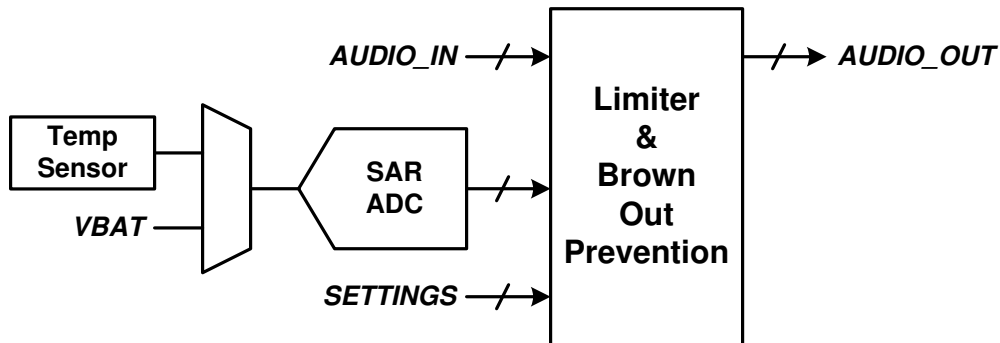 AUDIO_IN
AUDIO_OUT
Temp
Sensor
VBAT
SAR
ADC
SETTINGS
Limiter
&
Brown
Out
Prevention